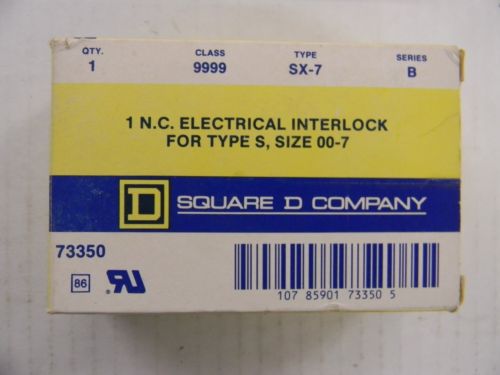 QTY. CLASS TYPE SERIES
1 9999 SX-7 B
1 N.C. ELECTRICAL INTERLOCK
FOR TYPE S, SIZE 00-7
D SQUARE D COMPANY
73350
86 RU
107 85901 73350 5